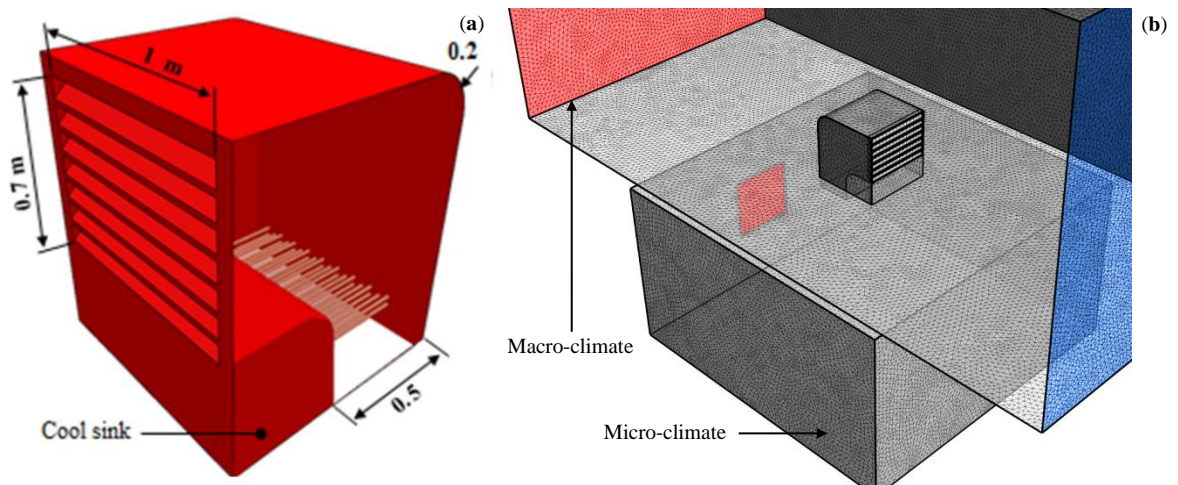 (a)
1 m
0.2
0.7 m
0.5
Cool sink
(b)
Macro-climate
Micro-climate